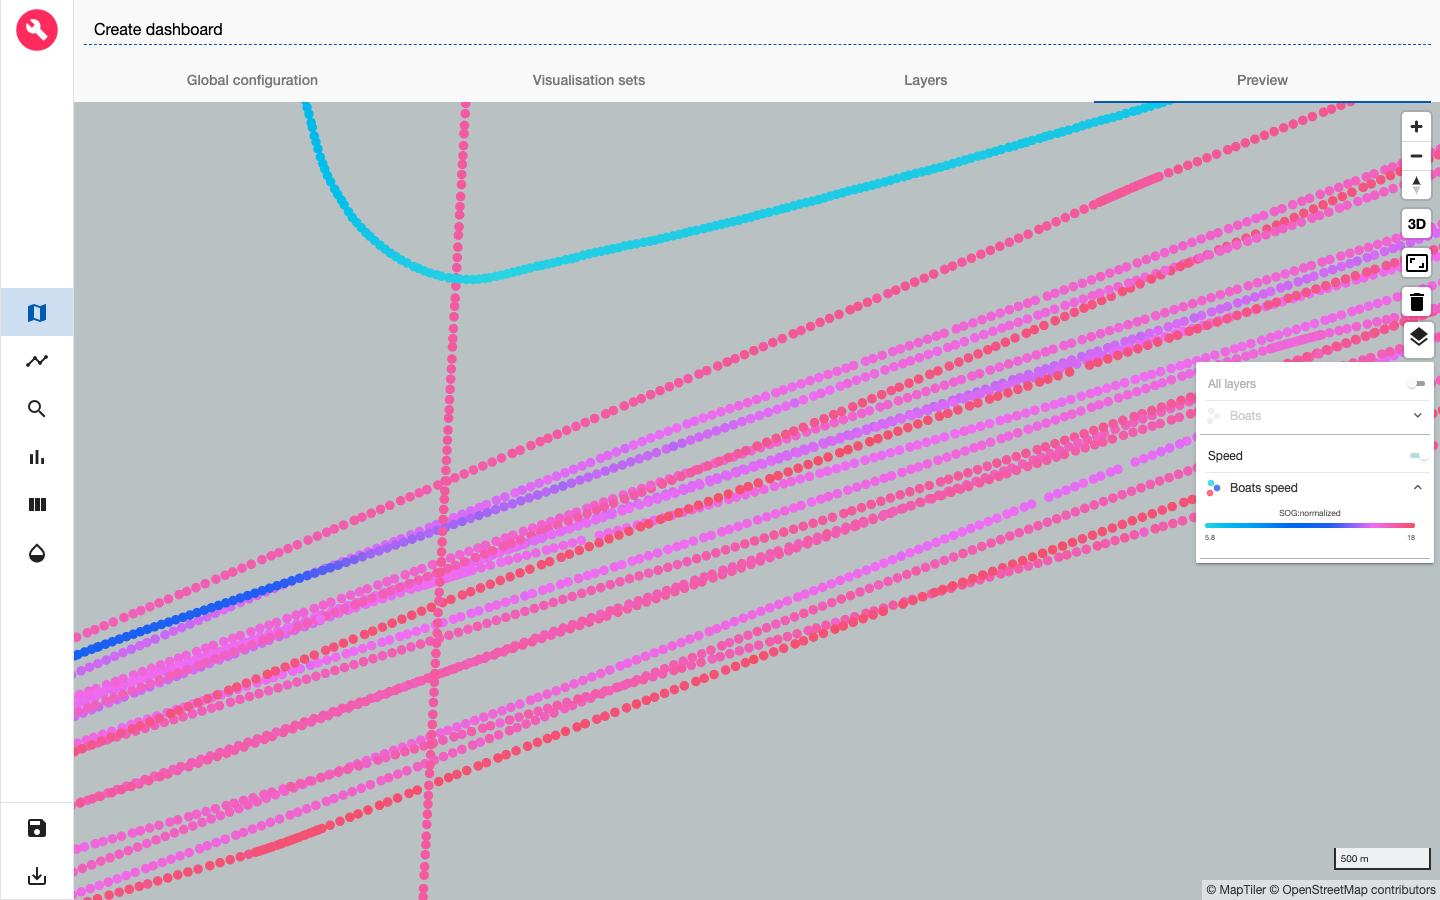 Create dashboard
Global configuration
Visualisation sets
Layers
Preview
3D
All layers
Boats
Speed
Boats speed
SOG:normalized
5.8
18
500 m
© MapTiler © OpenStreetMap contributors